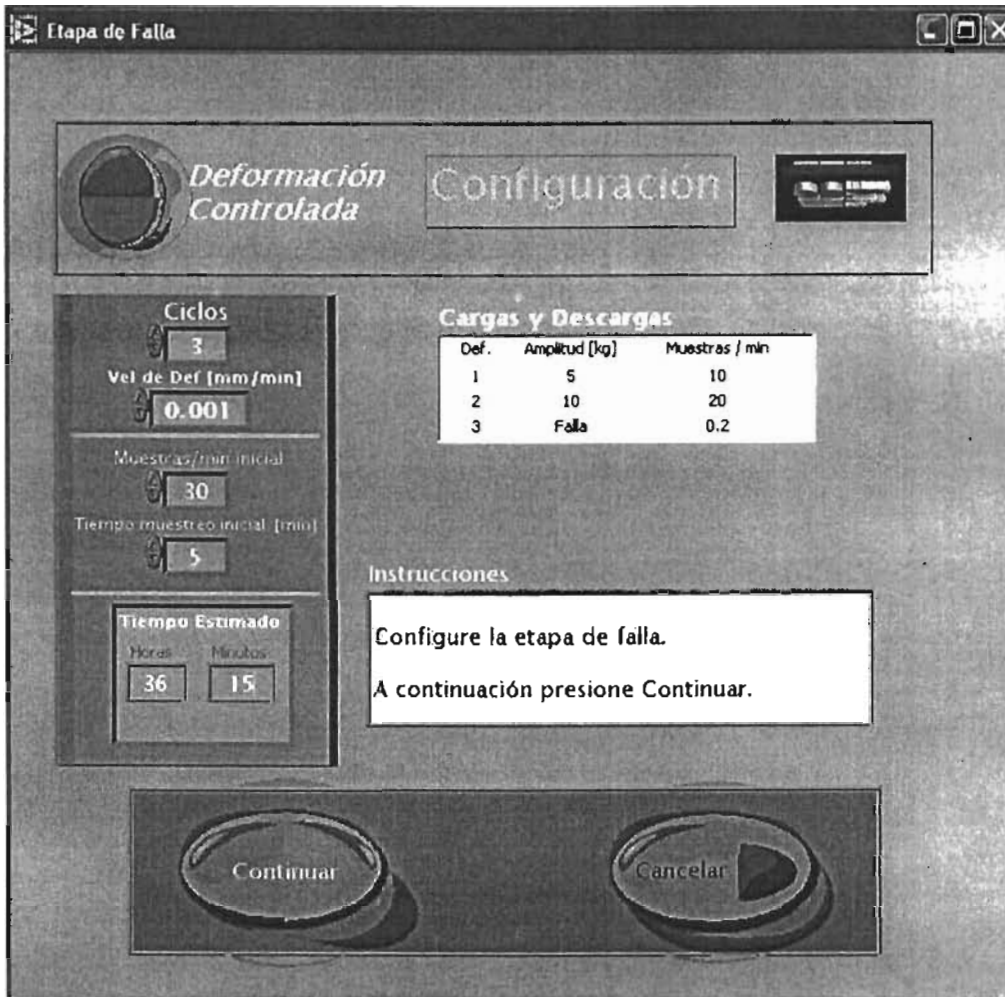 Etapa de Falla
Deformación
Controlada
Configuración
Ciclos
3
Vel de Def [mm/min]
0.001
Muestras/min inicial
30
Tiempo muestreo inicial [min]
5
Tiempo Estimado
Horas Minutos
36 15
Cargas y Descargas
Def. Amplitud [kg] Muestras / min
1 5 10
2 10 20
3 Falla 0.2
Instrucciones
Configure la etapa de falla.
A continuación presione Continuar.
Continuar
Cancelar